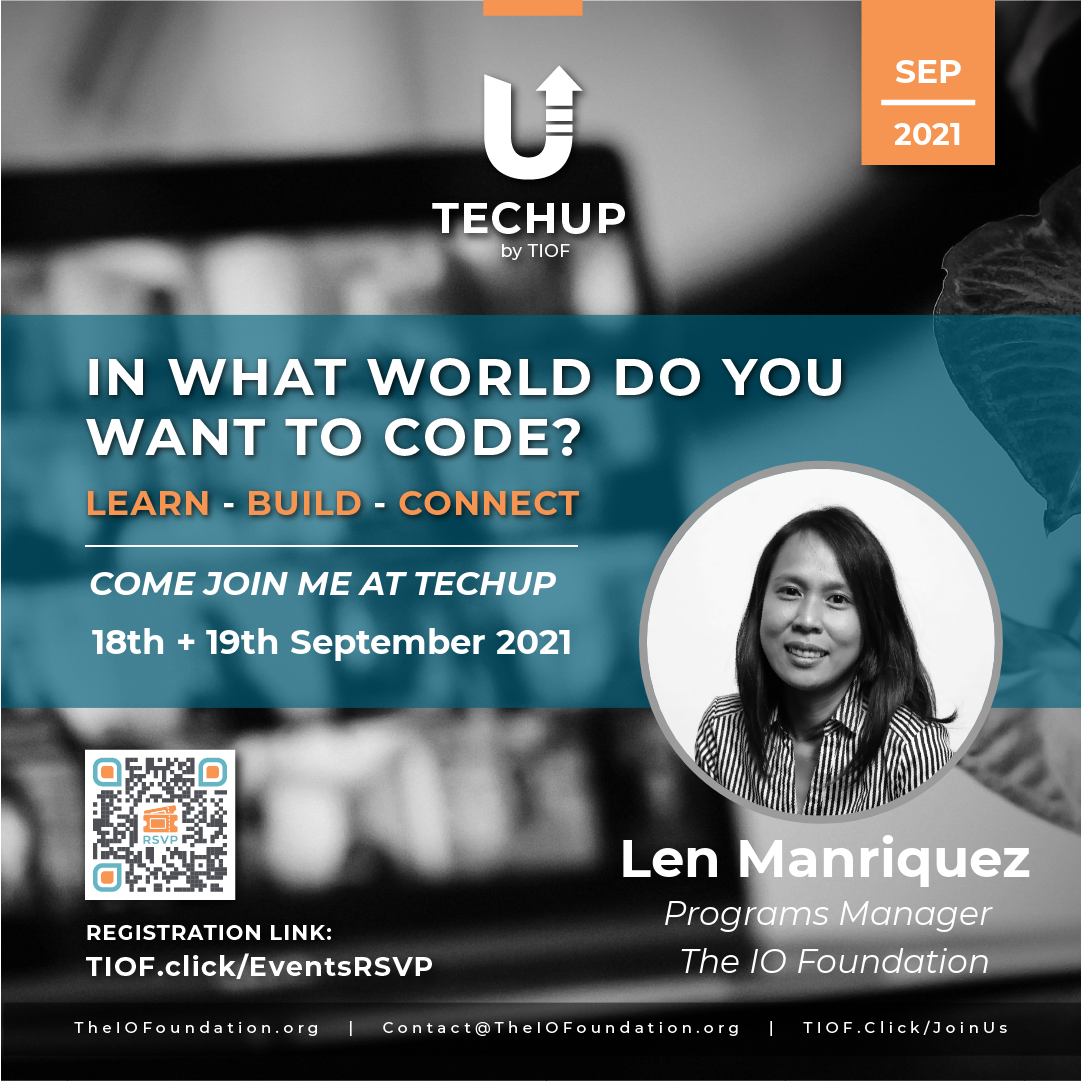 SEP
2021
TECHUP
by TIOF
IN WHAT WORLD DO YOU
WANT TO CODE?
LEARN - BUILD - CONNECT
COME JOIN ME AT TECHUP
18th + 19th September 2021
RSVP
REGISTRATION LINK:
TIOF.click/EventsRSVP
Len Manriquez
Programs Manager
The IO Foundation
TheIOFoundation.org | Contact@TheIOFoundation.org | TIOF.Click/JoinUs